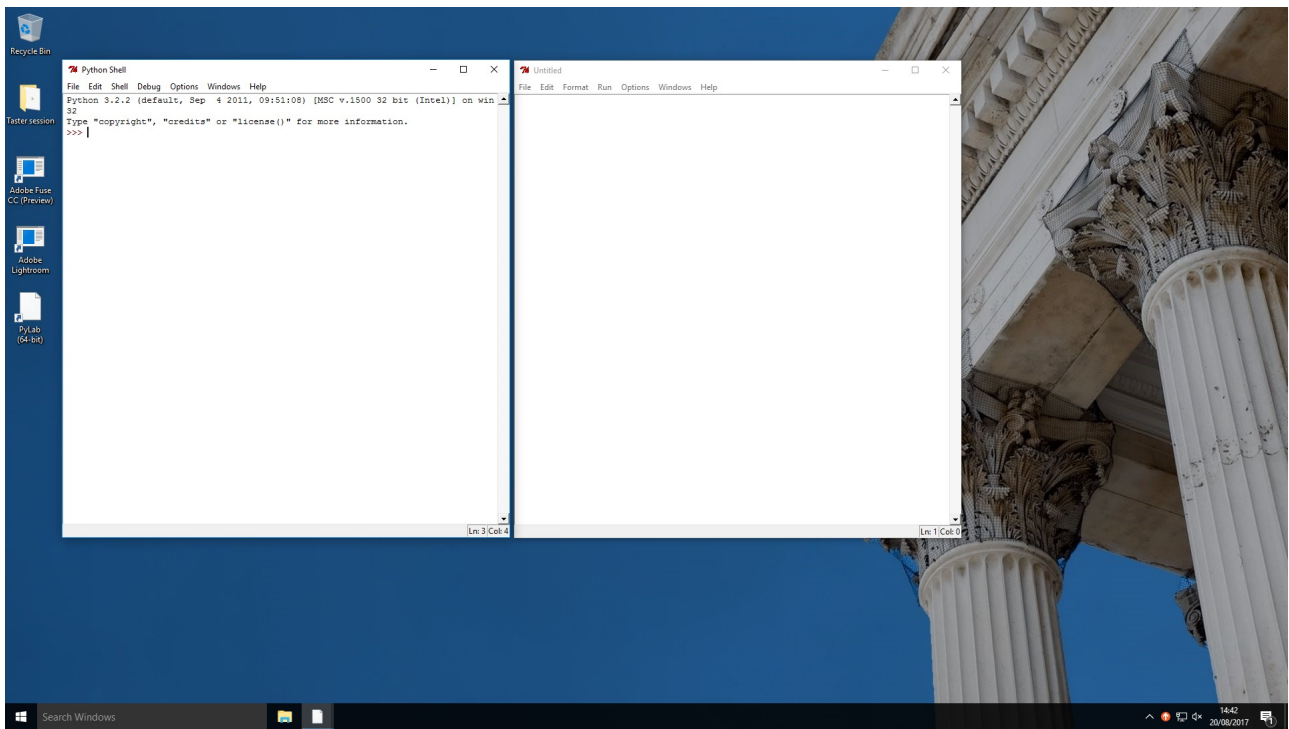 Recycle Bin
Taster session
Adobe Fuse
CC (Preview)
Adobe
Lightroom
PyLab
(64-bit)
Python Shell
File Edit Shell Debug Options Windows Help
Python 3.2.2 (default, Sep  4 2011, 09:51:08) [MSC v.1500 32 bit (Intel)] on win
32
Type "copyright", "credits" or "license()" for more information.
>>>
Ln: 3 Col: 4
Untitled
File Edit Format Run Options Windows Help
Ln: 1 Col: 0
Search Windows
14:42
20/08/2017
1